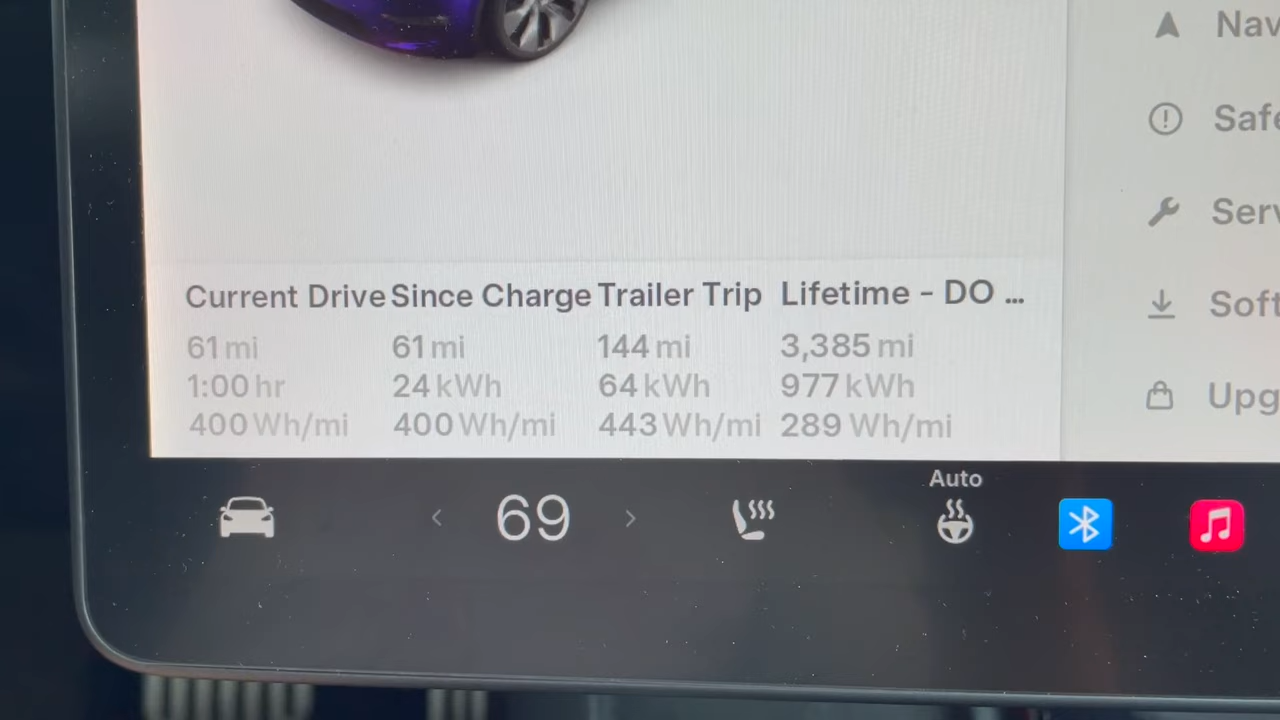 Nav
Safe
Serv
Soft
Upg
Current Drive Since Charge Trailer Trip Lifetime - DO ...
61 mi 61 mi 144 mi 3,385 mi
1:00 hr 24 kWh 64 kWh 977 kWh
400 Wh/mi 400 Wh/mi 443 Wh/mi 289 Wh/mi
Auto
69